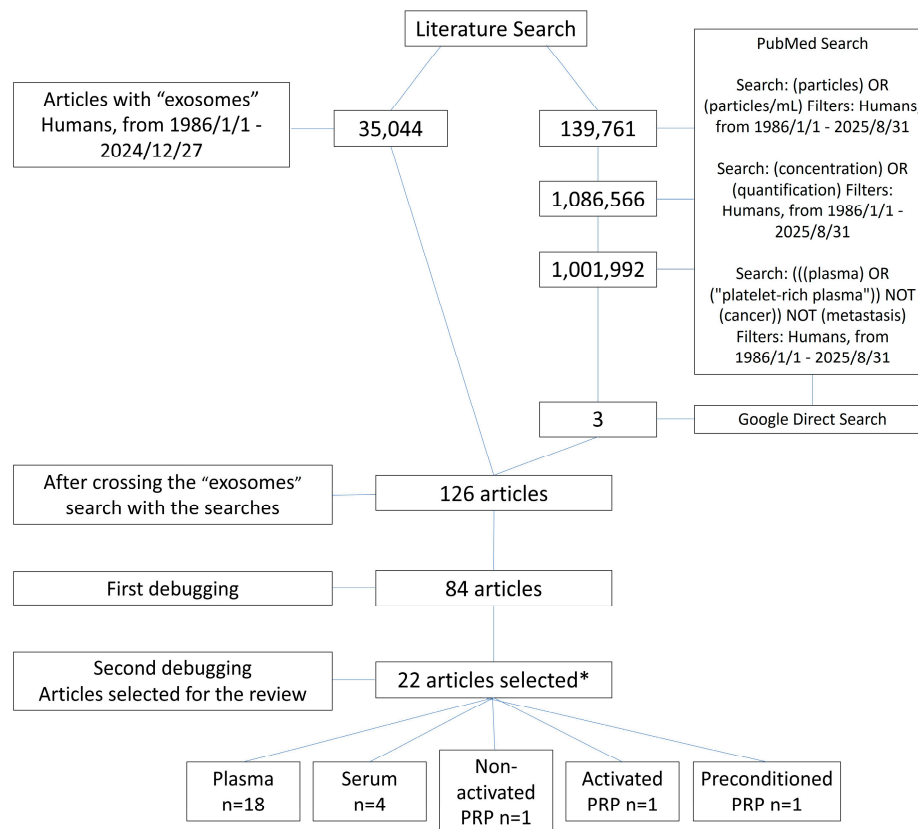 Literature Search
Articles with “exosomes”
Humans, from 1986/1/1 -
2024/12/27
35,044
139,761
1,086,566
1,001,992
3
PubMed Search
Search: (particles) OR
(particles/mL) Filters: Humans,
from 1986/1/1 - 2025/8/31
Search: (concentration) OR
(quantification) Filters:
Humans, from 1986/1/1 -
2025/8/31
Search: (((plasma) OR
("platelet-rich plasma")) NOT
(cancer)) NOT (metastasis)
Filters: Humans, from
1986/1/1 - 2025/8/31
Google Direct Search
After crossing the “exosomes”
search with the searches
126 articles
First debugging
84 articles
Second debugging
Articles selected for the review
22 articles selected*
Plasma
n=18
Serum
n=4
Non-
activated
PRP n=1
Activated
PRP n=1
Preconditioned
PRP n=1